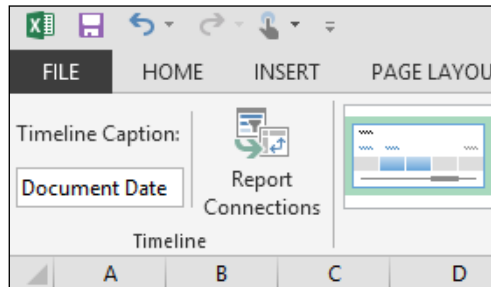 FILE HOME INSERT PAGE LAYOU
Timeline Caption:
Document Date
Report
Connections
Timeline
A B C D